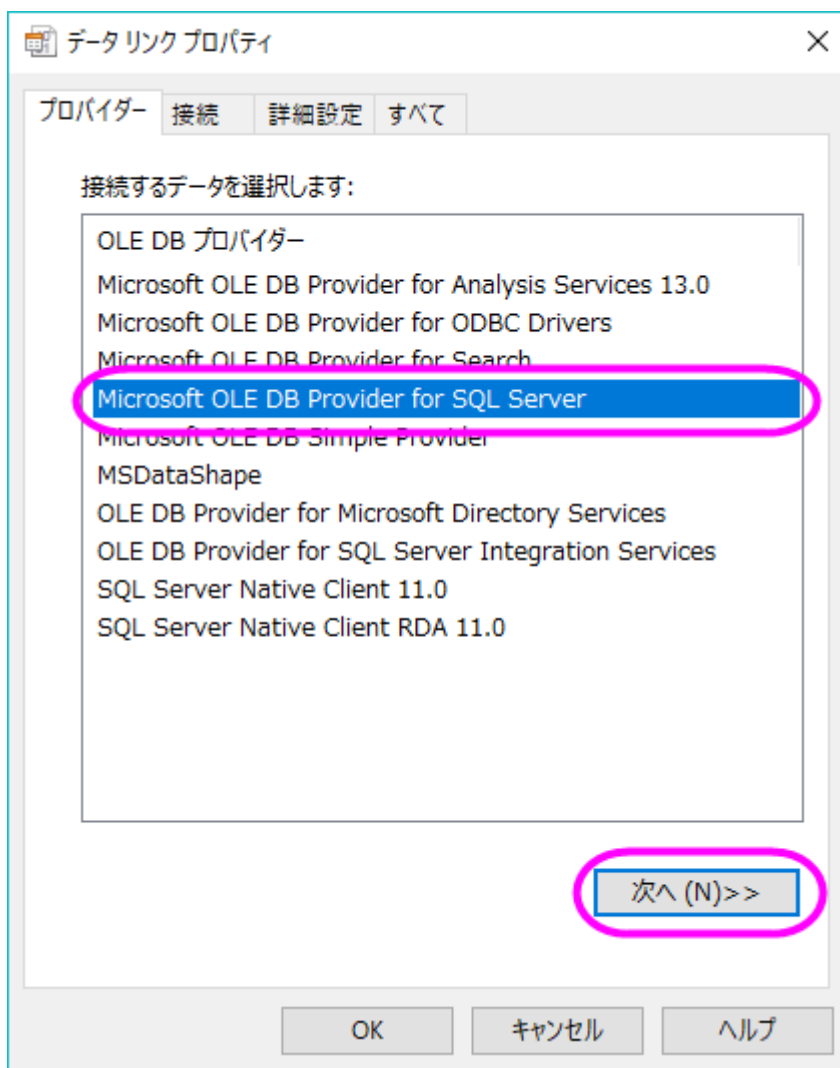 データ リンク プロパティ
プロバイダー 接続 詳細設定 すべて
接続するデータを選択します:
OLE DB プロバイダー
Microsoft OLE DB Provider for Analysis Services 13.0
Microsoft OLE DB Provider for ODBC Drivers
Microsoft OLE DB Provider for Search
Microsoft OLE DB Provider for SQL Server
Microsoft OLE DB Simple Provider
MSDataShape
OLE DB Provider for Microsoft Directory Services
OLE DB Provider for SQL Server Integration Services
SQL Server Native Client 11.0
SQL Server Native Client RDA 11.0
次へ (N)>>
OK キャンセル ヘルプ